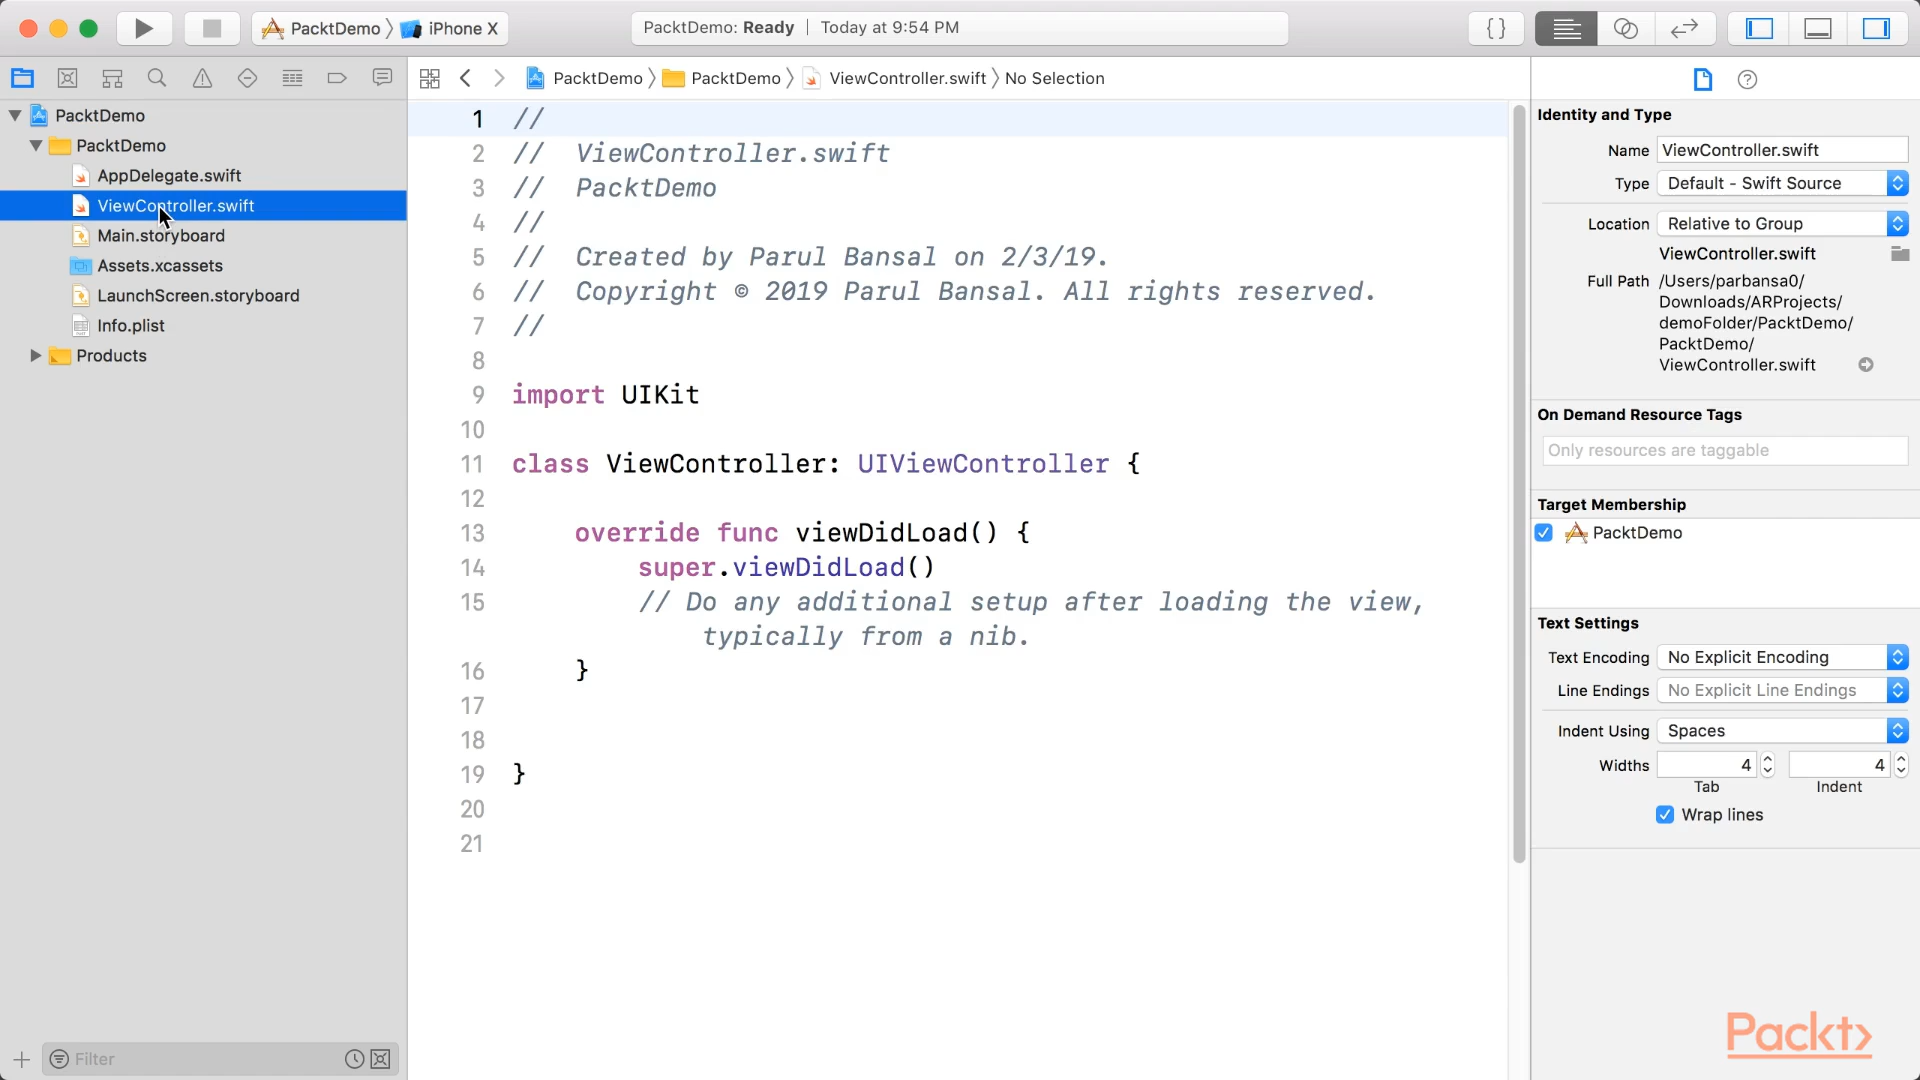 PacktDemo 〉 iPhone X
PacktDemo: Ready | Today at 9:54 PM
{ }
PacktDemo 〉 PacktDemo 〉 ViewController.swift 〉 No Selection
PacktDemo
PacktDemo
AppDelegate.swift
ViewController.swift
Main.storyboard
Assets.xcassets
LaunchScreen.storyboard
Info.plist
Products
Filter
1 //
2 //  ViewController.swift
3 //  PacktDemo
4 //
5 //  Created by Parul Bansal on 2/3/19.
6 //  Copyright © 2019 Parul Bansal. All rights reserved.
7 //
8
9 import UIKit
10
11 class ViewController: UIViewController {
12
13     override func viewDidLoad() {
14         super.viewDidLoad()
15         // Do any additional setup after loading the view,
typically from a nib.
16     }
17
18
19 }
20
21
Identity and Type
Name ViewController.swift
Type Default - Swift Source
Location Relative to Group
ViewController.swift
Full Path /Users/parbansa0/
Downloads/ARProjects/
demoFolder/PacktDemo/
PacktDemo/
ViewController.swift
On Demand Resource Tags
Only resources are taggable
Target Membership
PacktDemo
Text Settings
Text Encoding No Explicit Encoding
Line Endings No Explicit Line Endings
Indent Using Spaces
Widths 4 4
Tab Indent
Wrap lines
Packt>